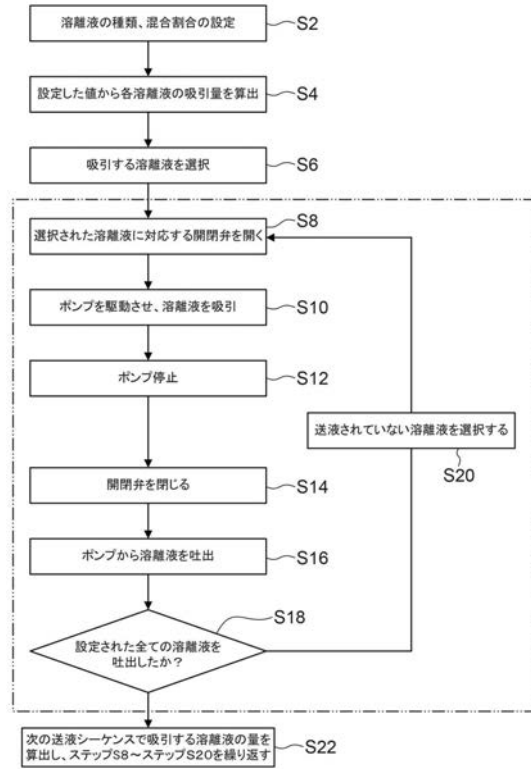 溶離液の種類、混合割合の設定
S2
設定した値から各溶離液の吸引量を算出
S4
吸引する溶離液を選択
S6
S8
選択された溶離液に対応する開閉弁を開く
ポンプを駆動させ、溶離液を吸引
S10
ポンプ停止
S12
送液されていない溶離液を選択する
S20
開閉弁を閉じる
S14
ポンプから溶離液を吐出
S16
S18
設定された全ての溶離液を
吐出したか？
次の送液シーケンスで吸引する溶離液の量を
算出し、ステップS8～ステップS20を繰り返す
S22